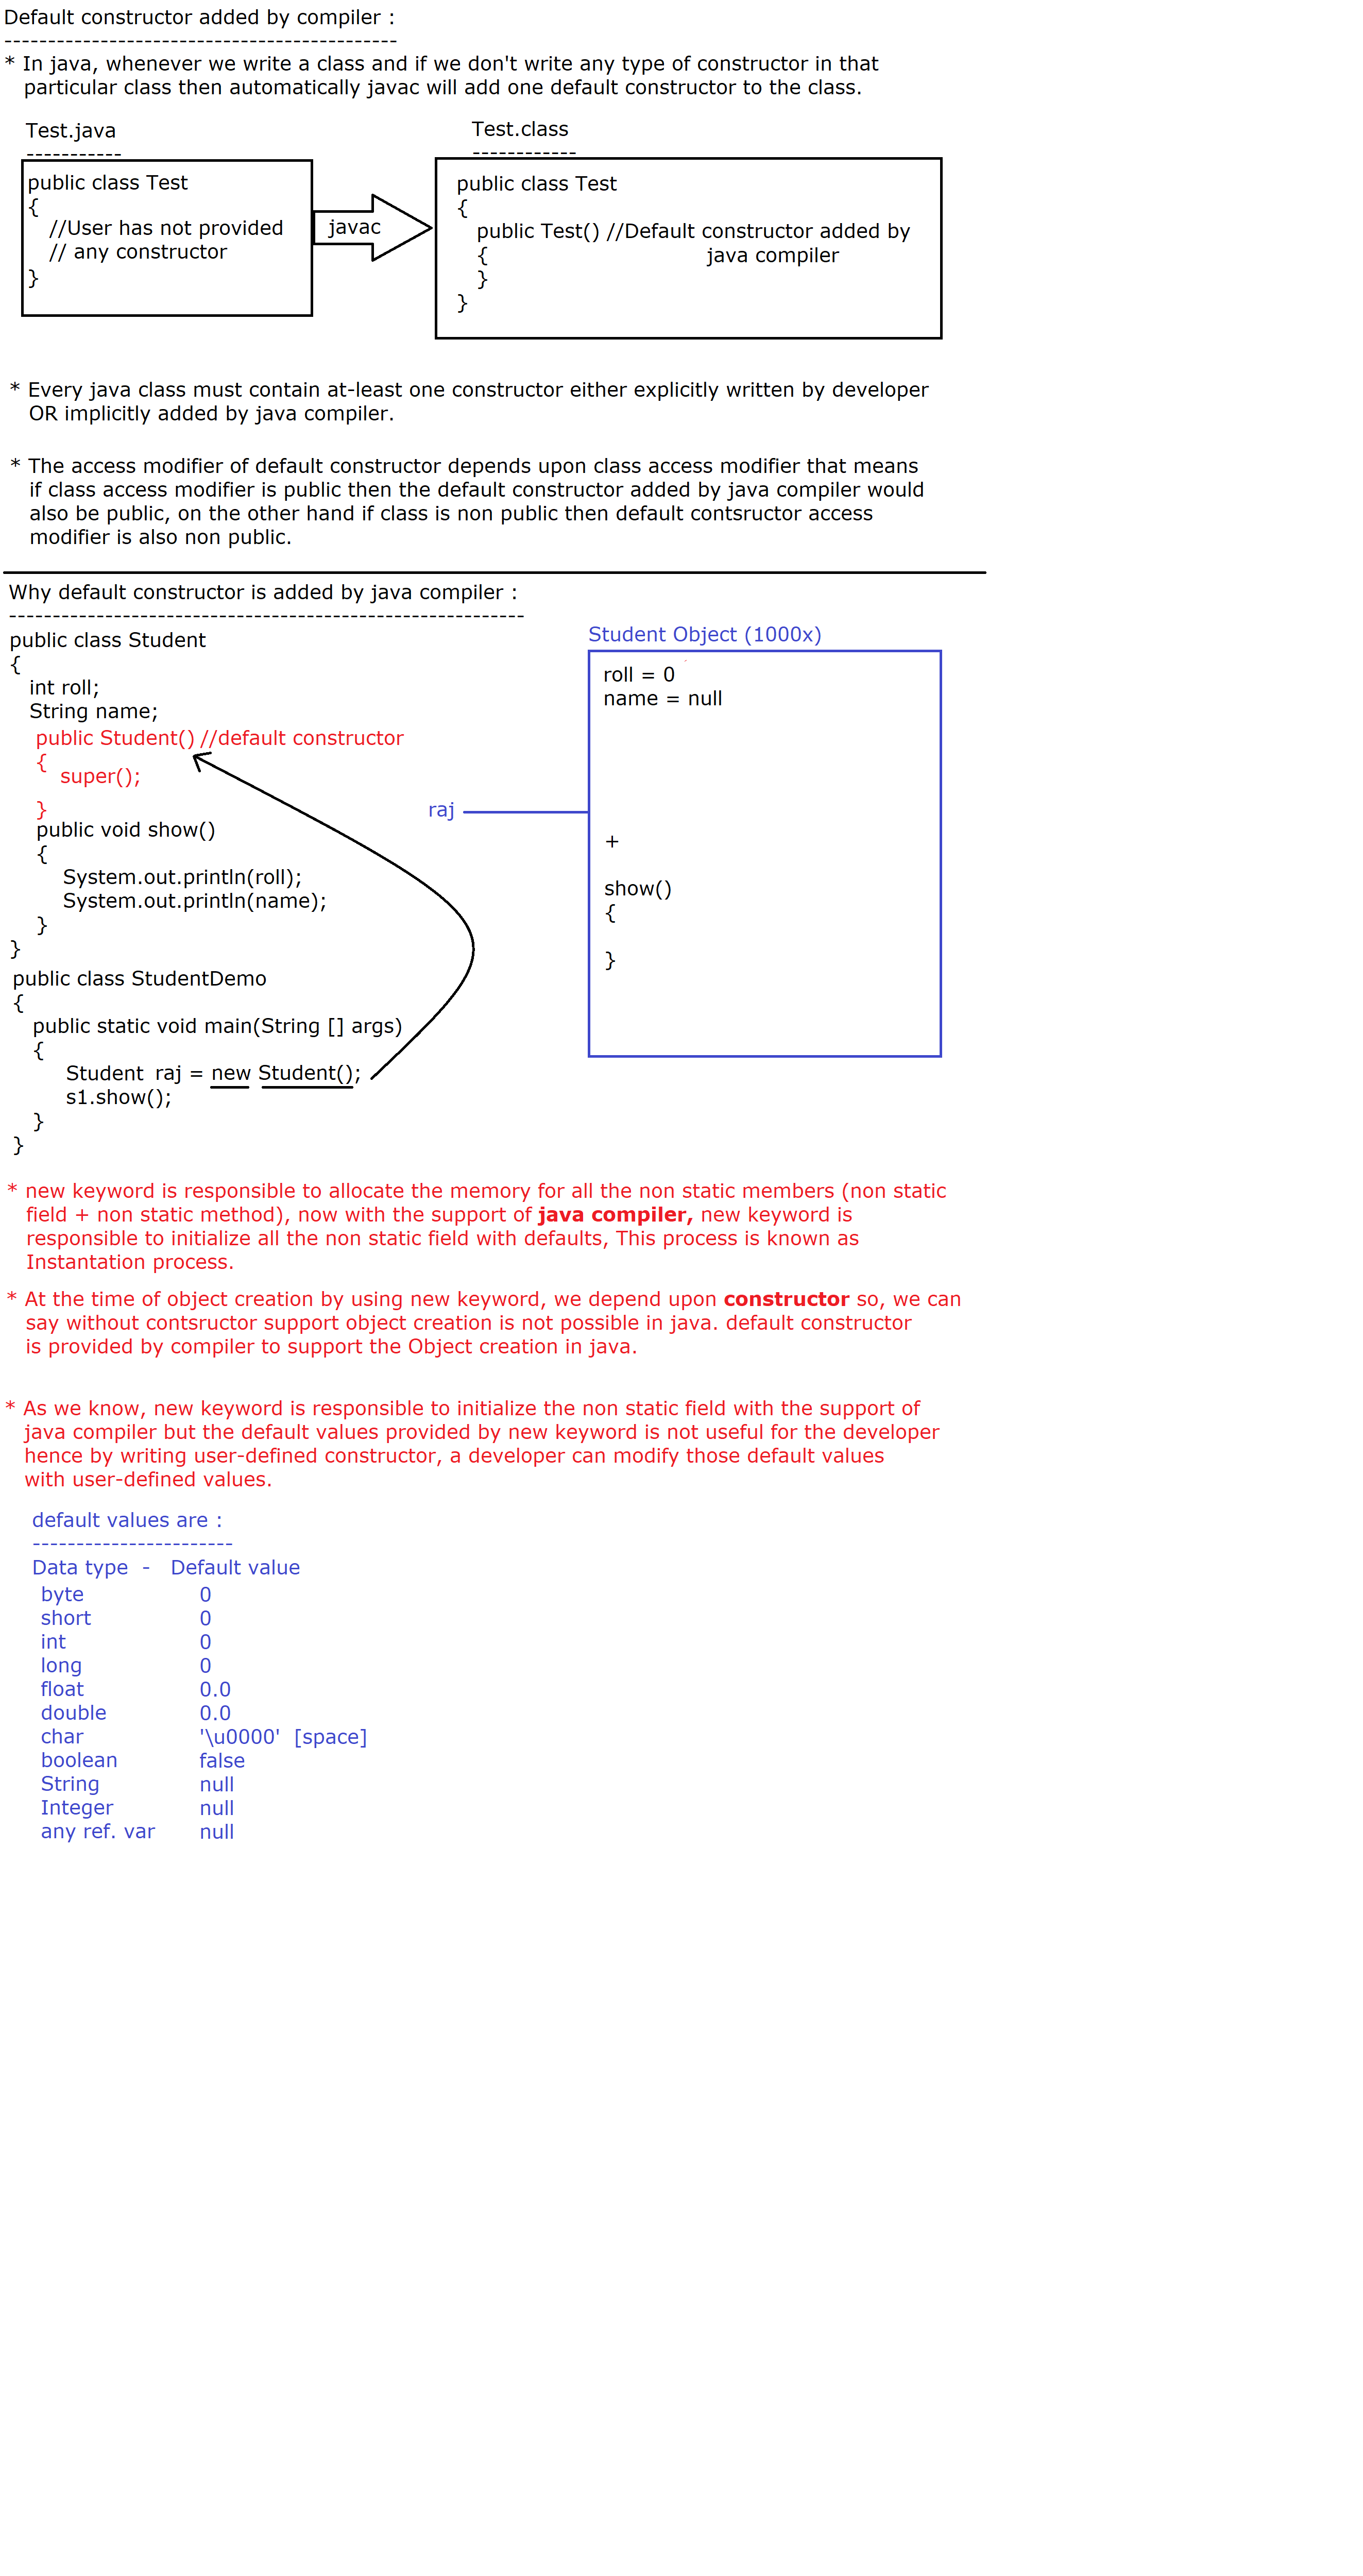 Default constructor added by compiler :
---------------------------------------------
* In java, whenever we write a class and if we don't write any type of constructor in that
particular class then automatically javac will add one default constructor to the class.
Test.java
-----------
public class Test
{
//User has not provided
// any constructor
}
javac
Test.class
------------
public class Test
{
public Test() //Default constructor added by
{ java compiler
}
}
* Every java class must contain at-least one constructor either explicitly written by developer
OR implicitly added by java compiler.
* The access modifier of default constructor depends upon class access modifier that means
if class access modifier is public then the default constructor added by java compiler would
also be public, on the other hand if class is non public then default contsructor access
modifier is also non public.
Why default constructor is added by java compiler :
-----------------------------------------------------------
public class Student
{
int roll;
String name;
public Student() //default constructor
{
super();
}
public void show()
{
System.out.println(roll);
System.out.println(name);
}
}
public class StudentDemo
{
public static void main(String [] args)
{
Student raj = new Student();
s1.show();
}
}
Student Object (1000x)
roll = 0
name = null
raj
+
show()
{
}
* new keyword is responsible to allocate the memory for all the non static members (non static
field + non static method), now with the support of java compiler, new keyword is
responsible to initialize all the non static field with defaults, This process is known as
Instantation process.
* At the time of object creation by using new keyword, we depend upon constructor so, we can
say without contsructor support object creation is not possible in java. default constructor
is provided by compiler to support the Object creation in java.
* As we know, new keyword is responsible to initialize the non static field with the support of
java compiler but the default values provided by new keyword is not useful for the developer
hence by writing user-defined constructor, a developer can modify those default values
with user-defined values.
default values are :
-----------------------
Data type - Default value
byte 0
short 0
int 0
long 0
float 0.0
double 0.0
char '\u0000' [space]
boolean false
String null
Integer null
any ref. var null